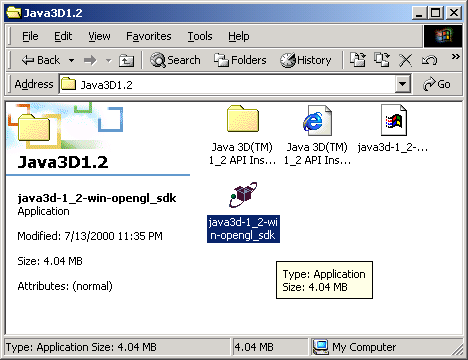 Java3D1.2
File Edit View Favorites Tools Help
Back Search Folders History
Address Java3D1.2 Go
Java3D1.2
java3d-1_2-win-opengl_sdk
Application
Modified: 7/13/2000 11:35 PM
Size: 4.04 MB
Attributes: (normal)
Java 3D(TM)
1_2 API Ins...
Java 3D(TM)
1_2 API Ins...
java3d-1_2-...
java3d-1_2-wi
n-opengl_sdk
Type: Application
Size: 4.04 MB
Type: Application Size: 4.04 MB 4.04 MB My Computer